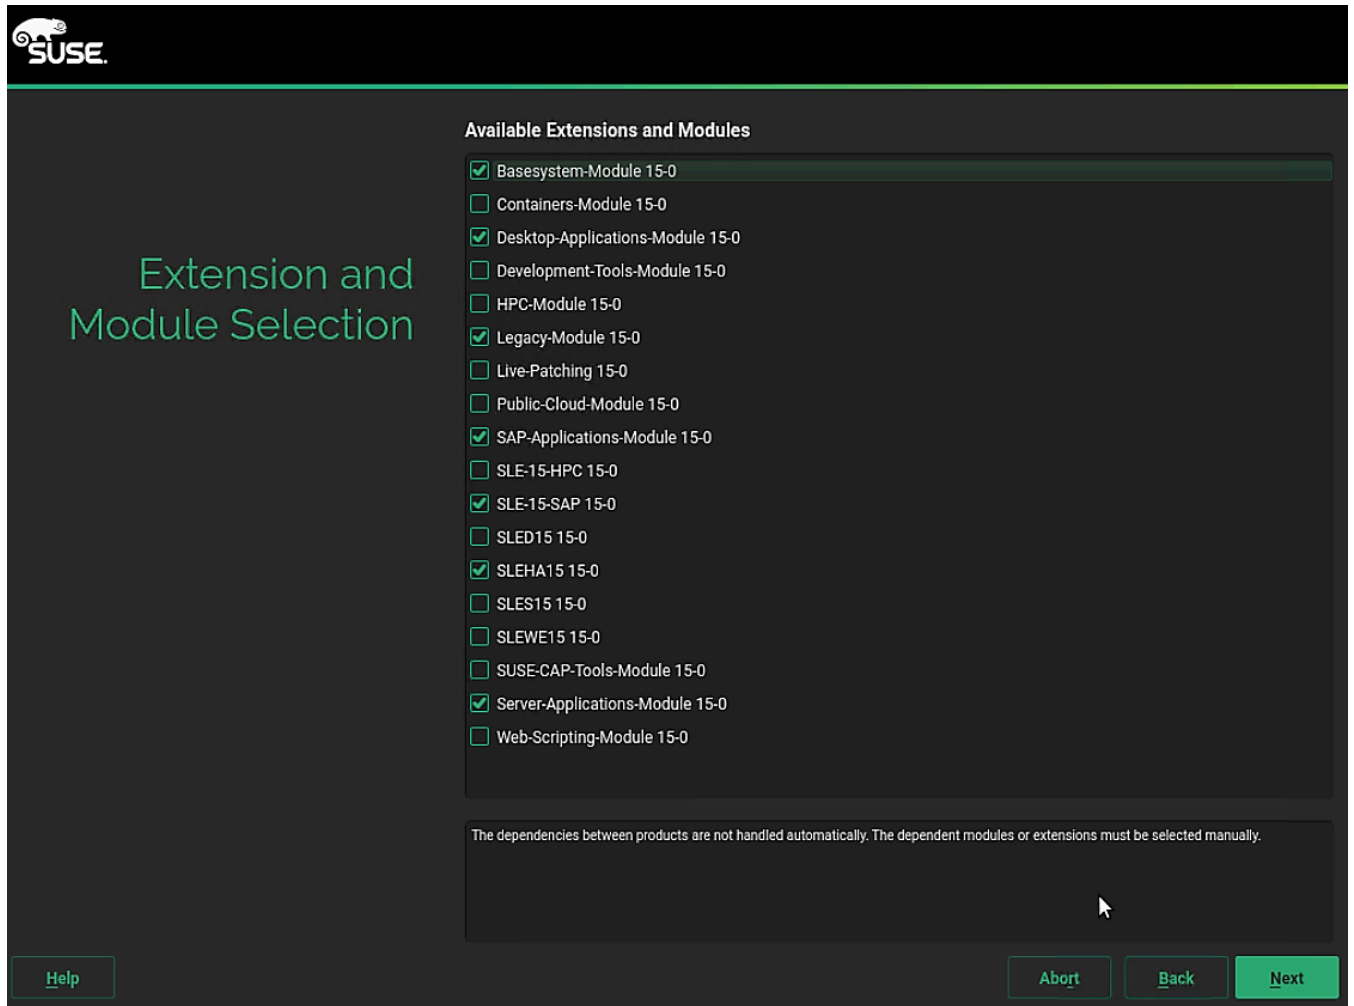 SUSE.
Available Extensions and Modules
Basesystem-Module 15-0
Containers-Module 15-0
Desktop-Applications-Module 15-0
Extension and
Module Selection
Development-Tools-Module 15-0
HPC-Module 15-0
Legacy-Module 15-0
Live-Patching 15-0
Public-Cloud-Module 15-0
SAP-Applications-Module 15-0
SLE-15-HPC 15-0
SLE-15-SAP 15-0
SLED15 15-0
SLEHA15 15-0
SLES15 15-0
SLEWE15 15-0
SUSE-CAP-Tools-Module 15-0
Server-Applications-Module 15-0
Web-Scripting-Module 15-0
The dependencies between products are not handled automatically. The dependent modules or extensions must be selected manually.
Help
Abort
Back
Next